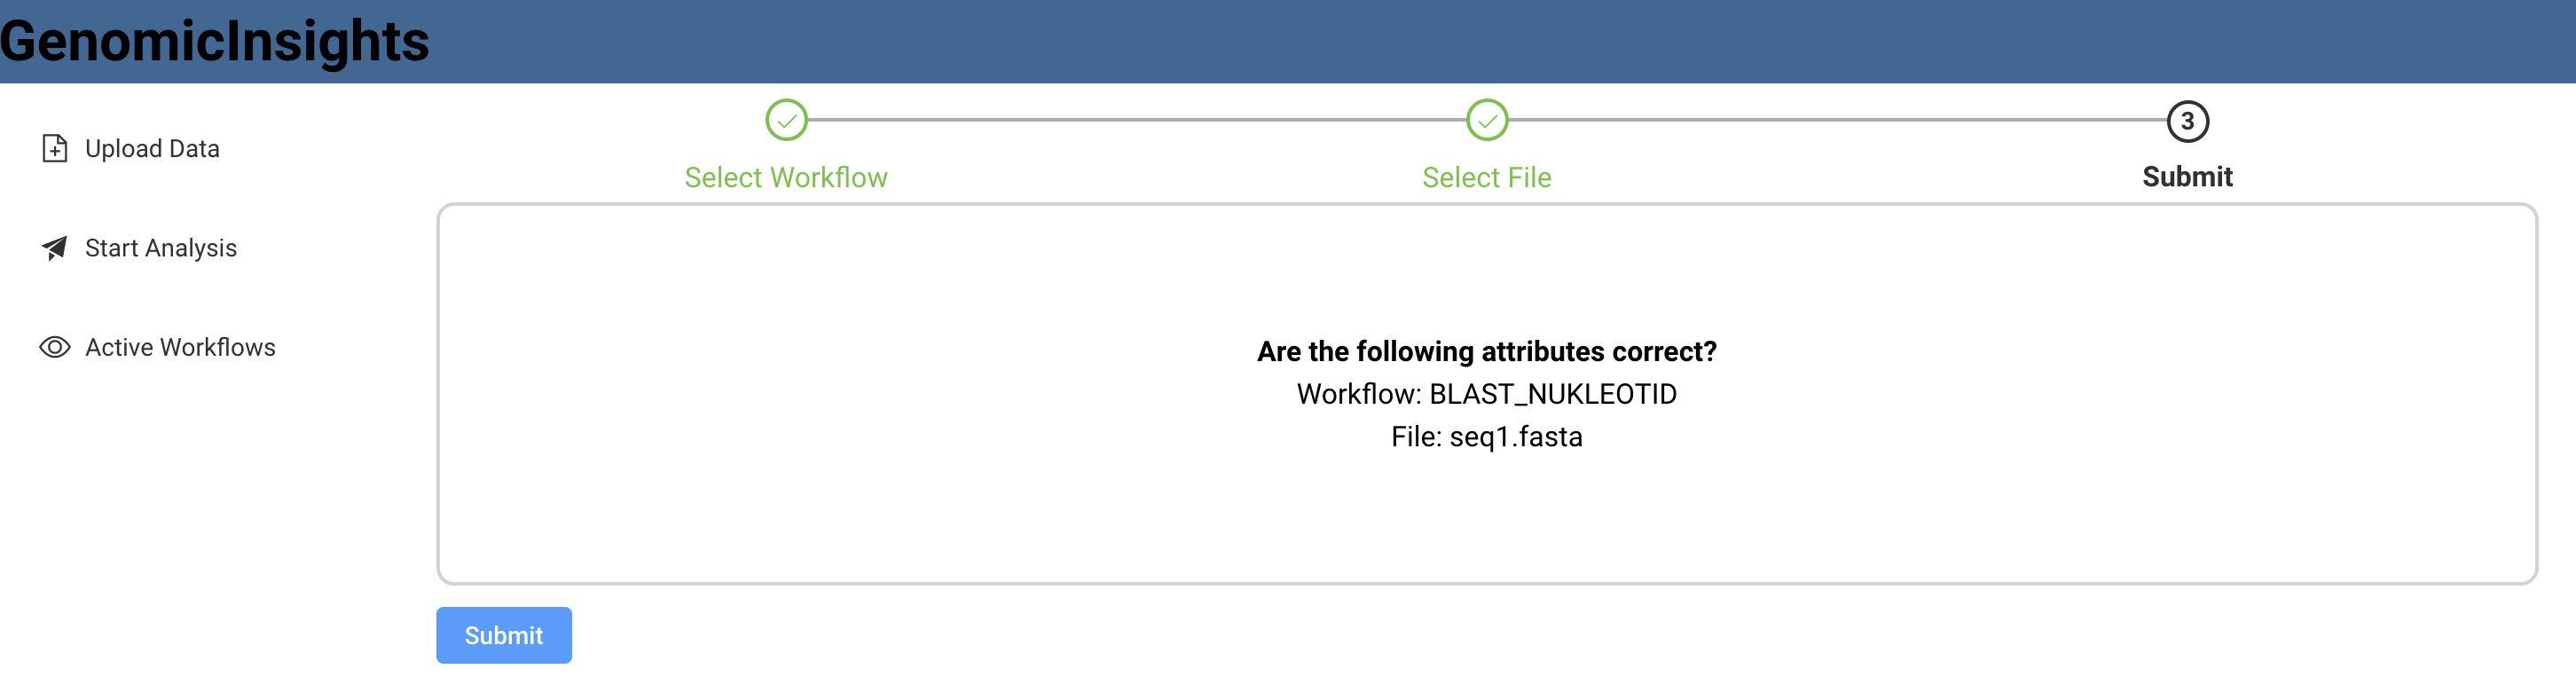 GenomicInsights
Upload Data
Start Analysis
Active Workflows
Select Workflow
Select File
3
Submit
Are the following attributes correct?
Workflow: BLAST_NUKLEOTID
File: seq1.fasta
Submit